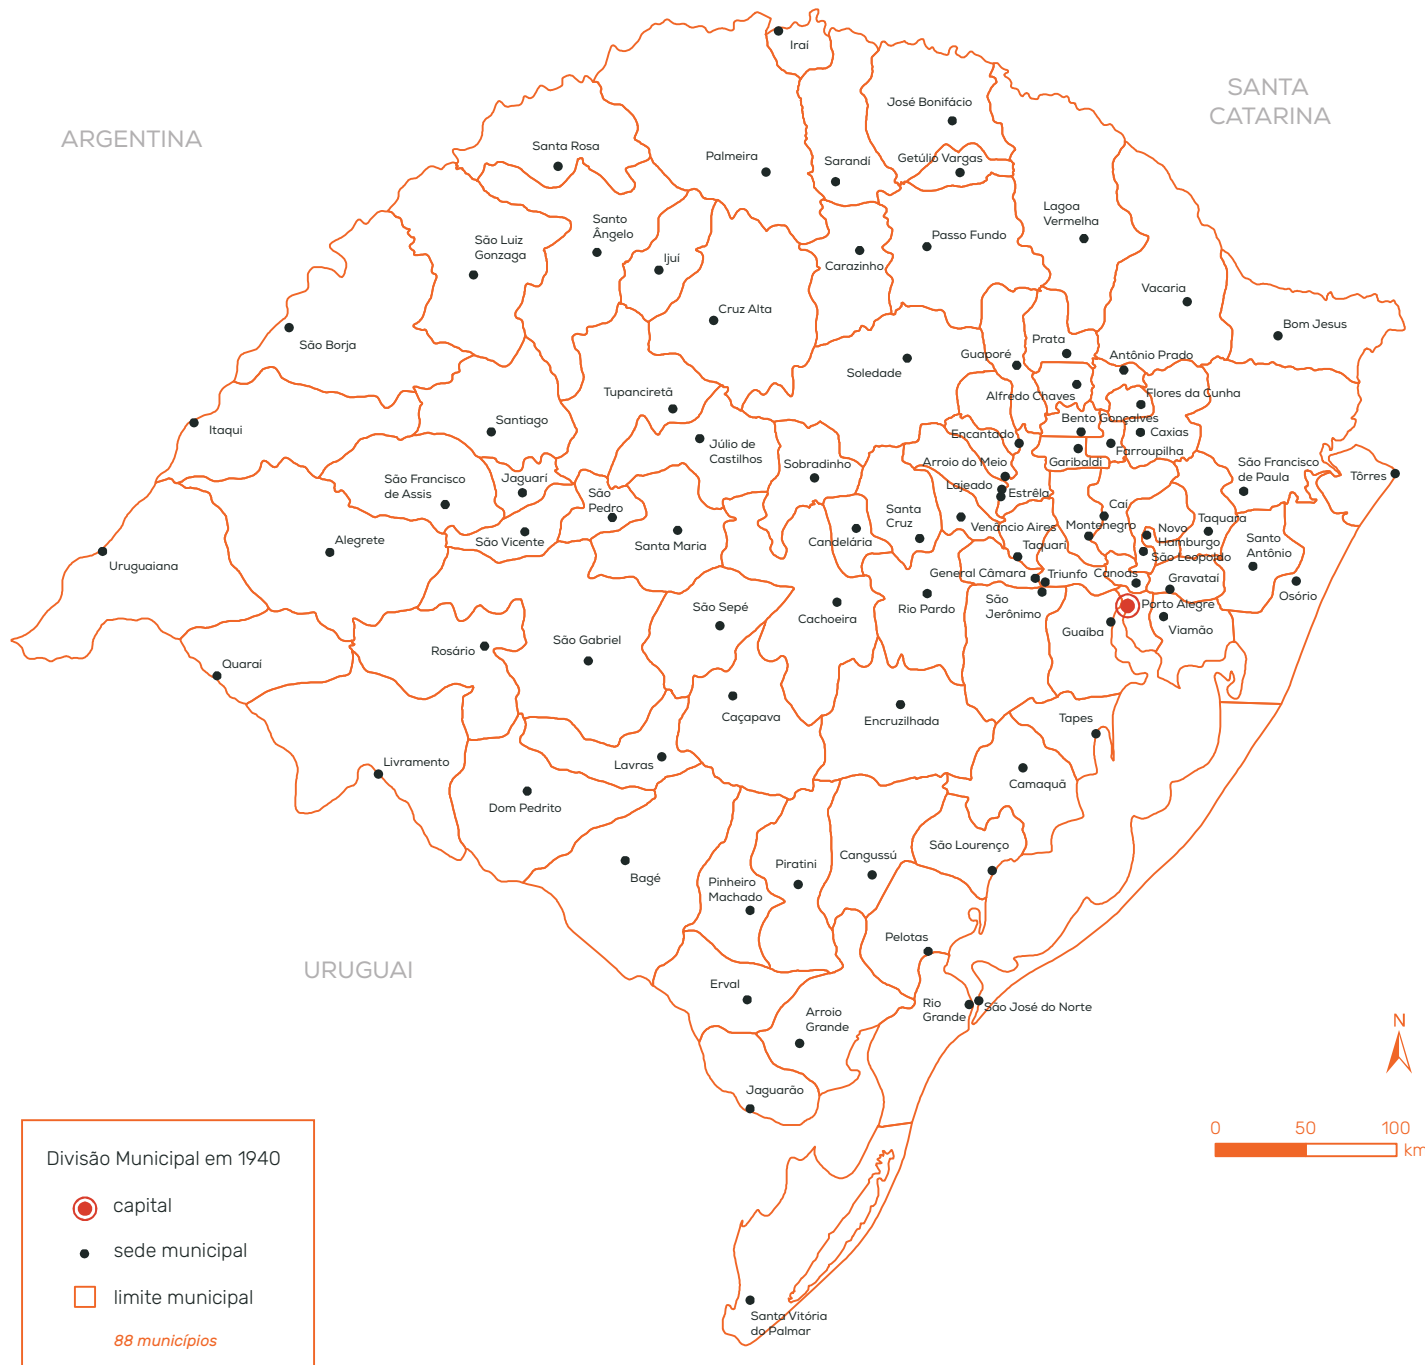 Iraí
SANTA
CATARINA
José Bonifácio
ARGENTINA
Santa Rosa
Palmeira
Sarandí
Getúlio Vargas
Lagoa
Vermelha
Santo
Ângelo
São Luiz
Gonzaga
Ijuí
Passo Fundo
Carazinho
Vacaria
Cruz Alta
Bom Jesus
São Borja
Prata
Guaporé
Antônio Prado
Soledade
Alfredo Chaves
Flores da Cunha
Tupanciretã
Santiago
Itaqui
Bento Gonçalves
Caxias
Encantado
Farroupilha
Júlio de
Castilhos
Sobradinho
Arroio do Meio
Garibaldi
São Francisco
de Paula
Tôrres
São Francisco
de Assis
Jaguarí
Lajeado
Estrêla
São
Pedro
Santa
Cruz
Caí
Venâncio Aires
Montenegro
Novo
Hamburgo
Taquara
Santo
Antônio
Alegrete
São Vicente
Santa Maria
Candelária
Taquarí
São Leopoldo
Uruguaiana
General Câmara
Triunfo
Canoas
Gravataí
Osório
São Sepé
Cachoeira
Rio Pardo
São
Jerônimo
Porto Alegre
Guaíba
Viamão
São Gabriel
Rosário
Quaraí
Caçapava
Encruzilhada
Tapes
Livramento
Lavras
Camaquã
Dom Pedrito
São Lourenço
Cangussú
Piratini
Bagé
Pinheiro
Machado
Pelotas
URUGUAI
Erval
Rio
Grande
São José do Norte
Arroio
Grande
N
Jaguarão
0 50 100
km
Divisão Municipal em 1940
capital
sede municipal
limite municipal
88 municípios
Santa Vitória
do Palmar